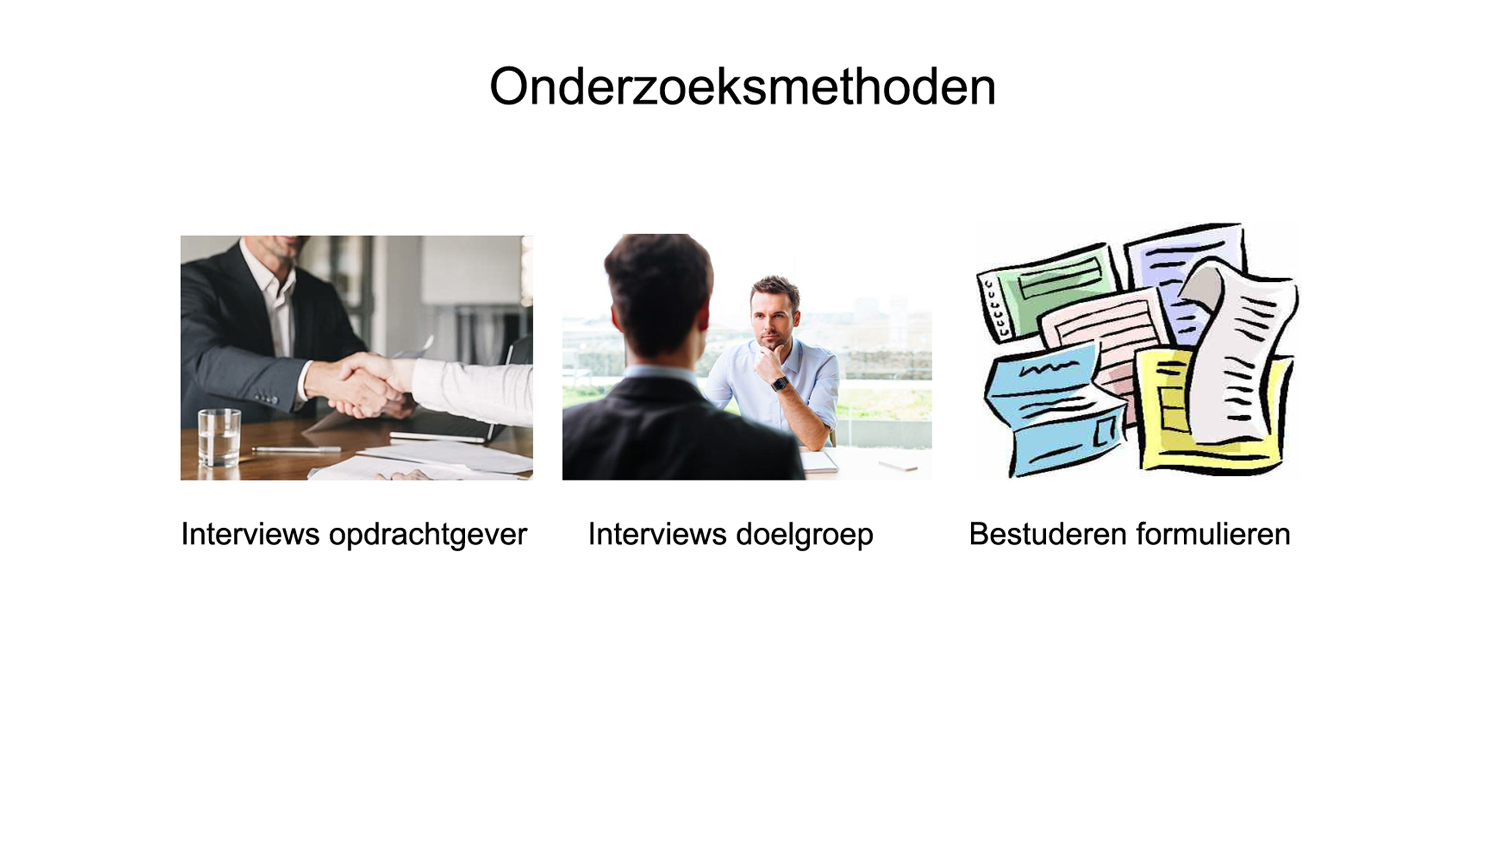 Onderzoeksmethoden
Interviews opdrachtgever
Interviews doelgroep
Bestuderen formulieren